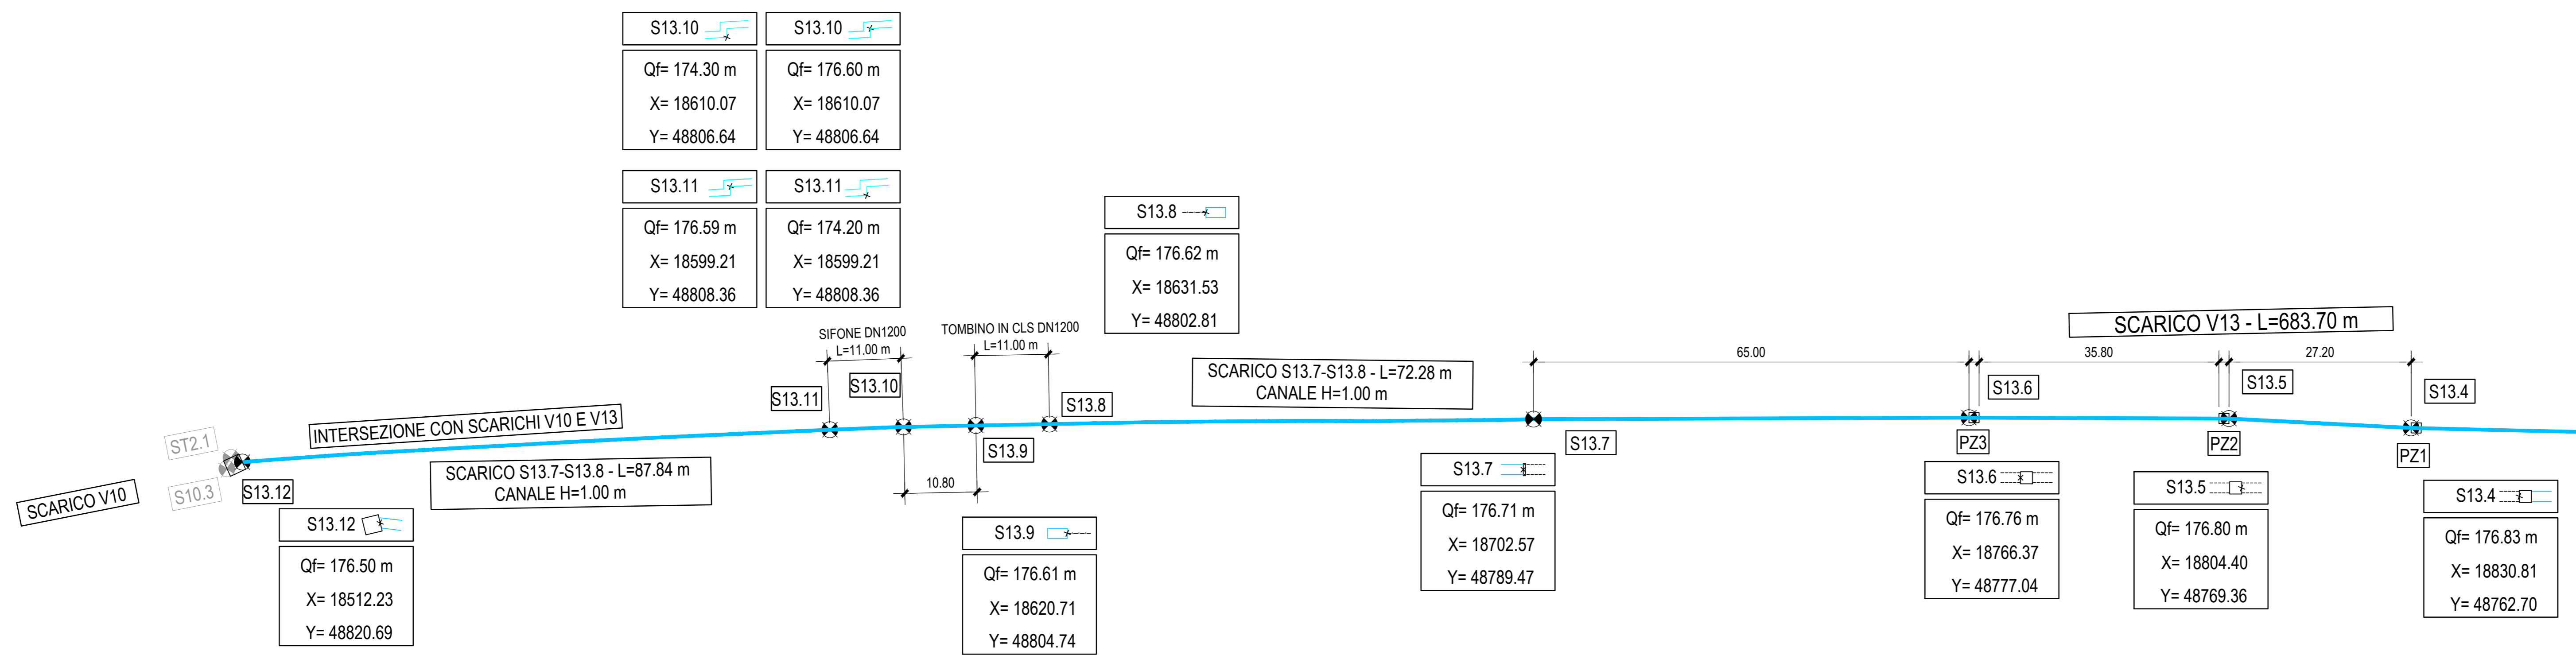 S13.10
Qf= 174.30 m
X= 18610.07
Y= 48806.64
S13.10
Qf= 176.60 m
X= 18610.07
Y= 48806.64
S13.11
Qf= 176.59 m
X= 18599.21
Y= 48808.36
S13.11
Qf= 174.20 m
X= 18599.21
Y= 48808.36
S13.8
Qf= 176.62 m
X= 18631.53
Y= 48802.81
SIFONE DN1200
L=11.00 m
TOMBINO IN CLS DN1200
L=11.00 m
SCARICO V13 - L=683.70 m
65.00
35.80
27.20
SCARICO S13.7-S13.8 - L=72.28 m
CANALE H=1.00 m
S13.11
S13.10
S13.8
S13.6
S13.5
S13.4
INTERSEZIONE CON SCARICHI V10 E V13
ST2.1
S10.3
SCARICO V10
S13.12
SCARICO S13.7-S13.8 - L=87.84 m
CANALE H=1.00 m
S13.9
10.80
S13.7
PZ3
PZ2
PZ1
S13.12
Qf= 176.50 m
X= 18512.23
Y= 48820.69
S13.9
Qf= 176.61 m
X= 18620.71
Y= 48804.74
S13.7
Qf= 176.71 m
X= 18702.57
Y= 48789.47
S13.6
Qf= 176.76 m
X= 18766.37
Y= 48777.04
S13.5
Qf= 176.80 m
X= 18804.40
Y= 48769.36
S13.4
Qf= 176.83 m
X= 18830.81
Y= 48762.70